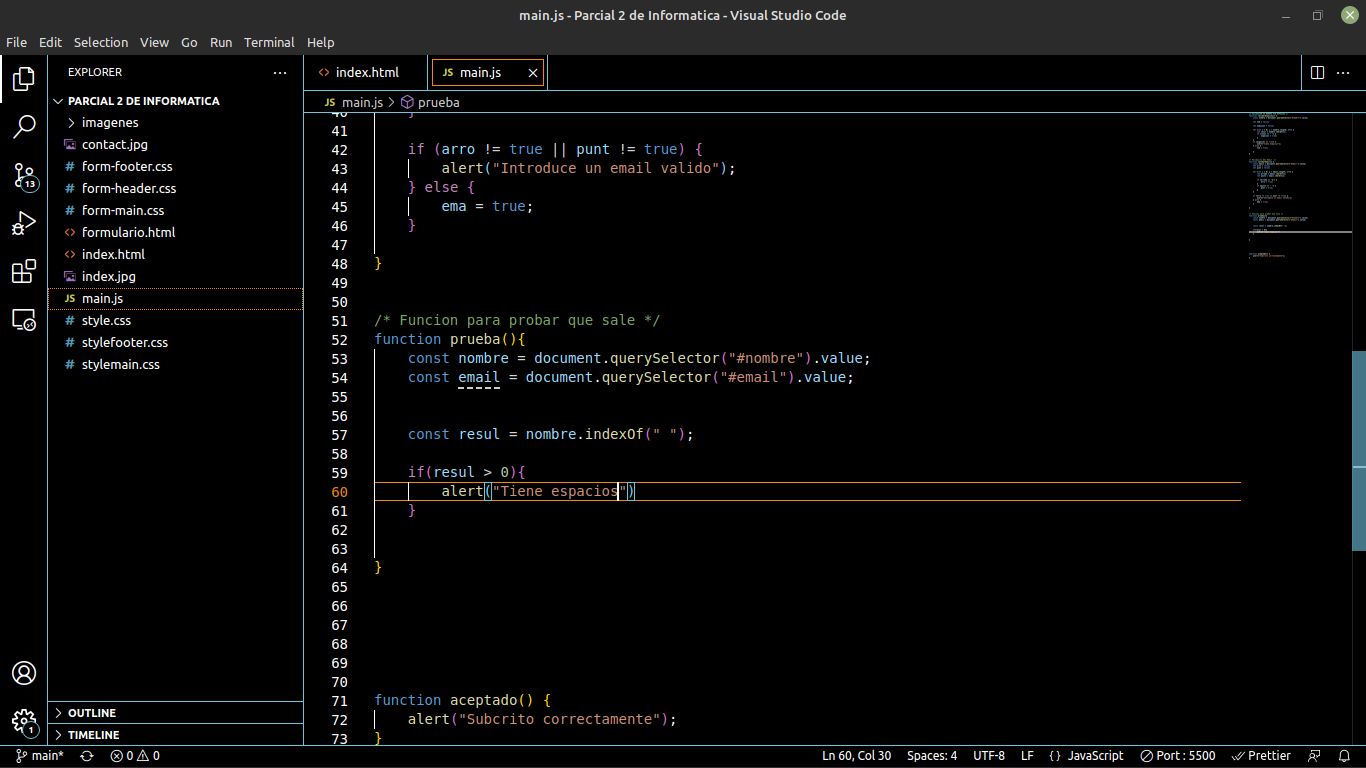 main.js - Parcial 2 de Informatica - Visual Studio Code
File Edit Selection View Go Run Terminal Help
EXPLORER ···
PARCIAL 2 DE INFORMATICA
imagenes
contact.jpg
# form-footer.css
# form-header.css
# form-main.css
<> formulario.html
<> index.html
index.jpg
JS main.js
# style.css
# stylefooter.css
# stylemain.css
OUTLINE
TIMELINE
13
1
<> index.html JS main.js ×
JS main.js > prueba
40 }
41
42 if (arro != true || punt != true) {
43 alert("Introduce un email valido");
44 } else {
45 ema = true;
46 }
47
48 }
49
50
51 /* Funcion para probar que sale */
52 function prueba(){
53 const nombre = document.querySelector("#nombre").value;
54 const email = document.querySelector("#email").value;
55
56
57 const resul = nombre.indexOf(" ");
58
59 if(resul > 0){
60 alert("Tiene espacios")
61 }
62
63
64 }
65
66
67
68
69
70
71 function aceptado() {
72 alert("Subcrito correctamente");
73 }
main* 0 0 Ln 60, Col 30 Spaces: 4 UTF-8 LF {} JavaScript Port : 5500 Prettier